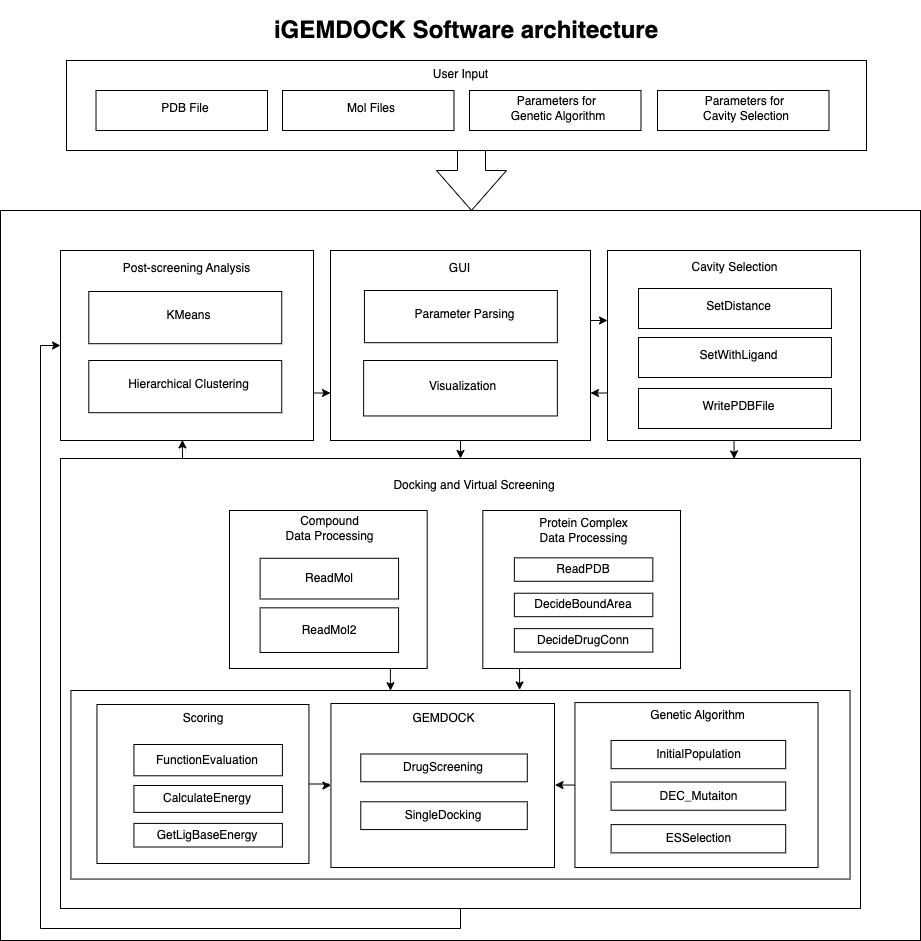 iGEMDOCK Software architecture
User Input
PDB File
Mol Files
Parameters for
Genetic Algorithm
Parameters for
Cavity Selection
Post-screening Analysis
KMeans
Hierarchical Clustering
GUI
Parameter Parsing
Visualization
Cavity Selection
SetDistance
SetWithLigand
WritePDBFile
Docking and Virtual Screening
Compound
Data Processing
ReadMol
ReadMol2
Protein Complex
Data Processing
ReadPDB
DecideBoundArea
DecideDrugConn
Scoring
FunctionEvaluation
CalculateEnergy
GetLigBaseEnergy
GEMDOCK
DrugScreening
SingleDocking
Genetic Algorithm
InitialPopulation
DEC_Mutaiton
ESSelection